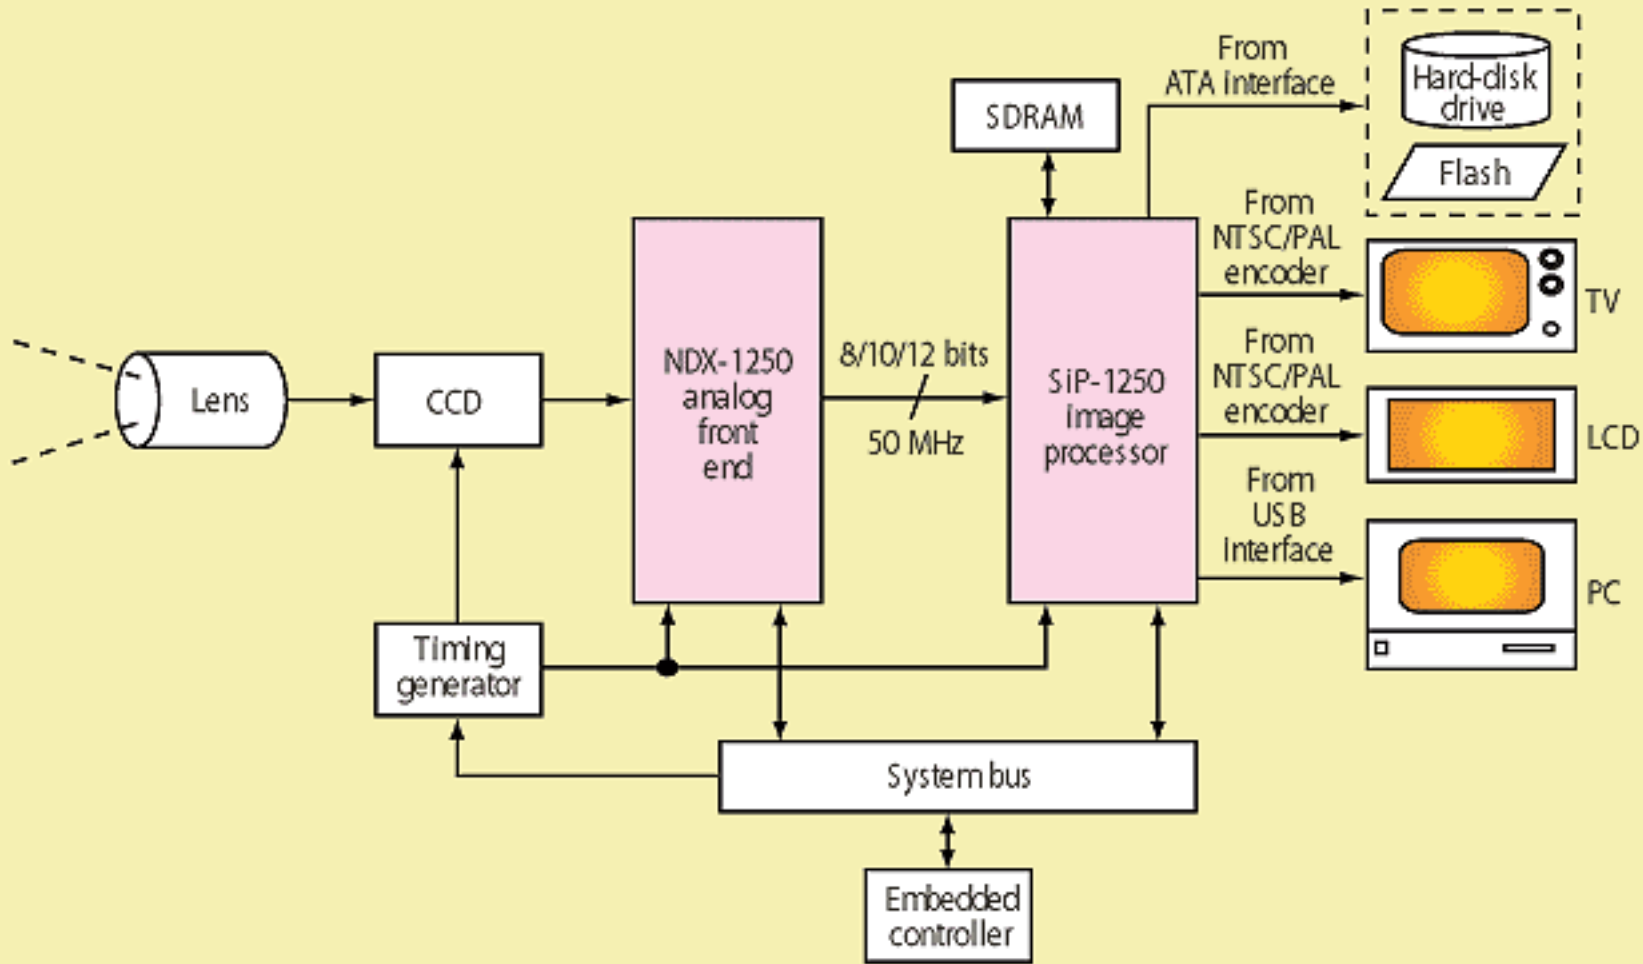 From
ATA interface
Hard-disk
drive
Flash
SDRAM
From
NTSC/PAL
encoder
TV
Lens
CCD
NDX-1250
analog
front
end
8/10/12 bits
50 MHz
SiP-1250
image
processor
From
NTSC/PAL
encoder
LCD
From
USB
interface
PC
Timing
generator
System bus
Embedded
controller